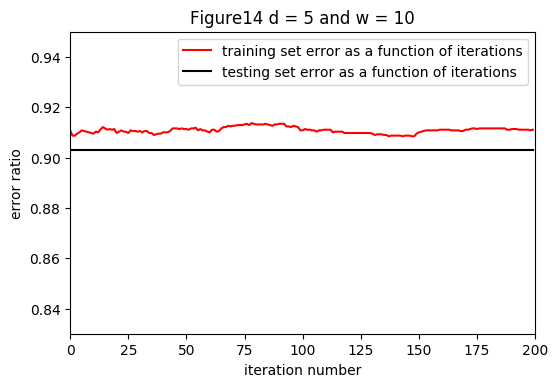 Figure14 d = 5 and w = 10
training set error as a function of iterations
testing set error as a function of iterations
error ratio
0.94
0.92
0.90
0.88
0.86
0.84
0 25 50 75 100 125 150 175 200
iteration number